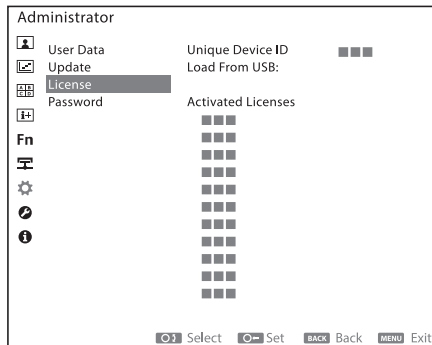 Administrator
User Data
Update
License
Password
Unique Device ID
Load From USB:
Activated Licenses
A B
C D
i+
Fn
Select
Set
BACK Back
MENU Exit